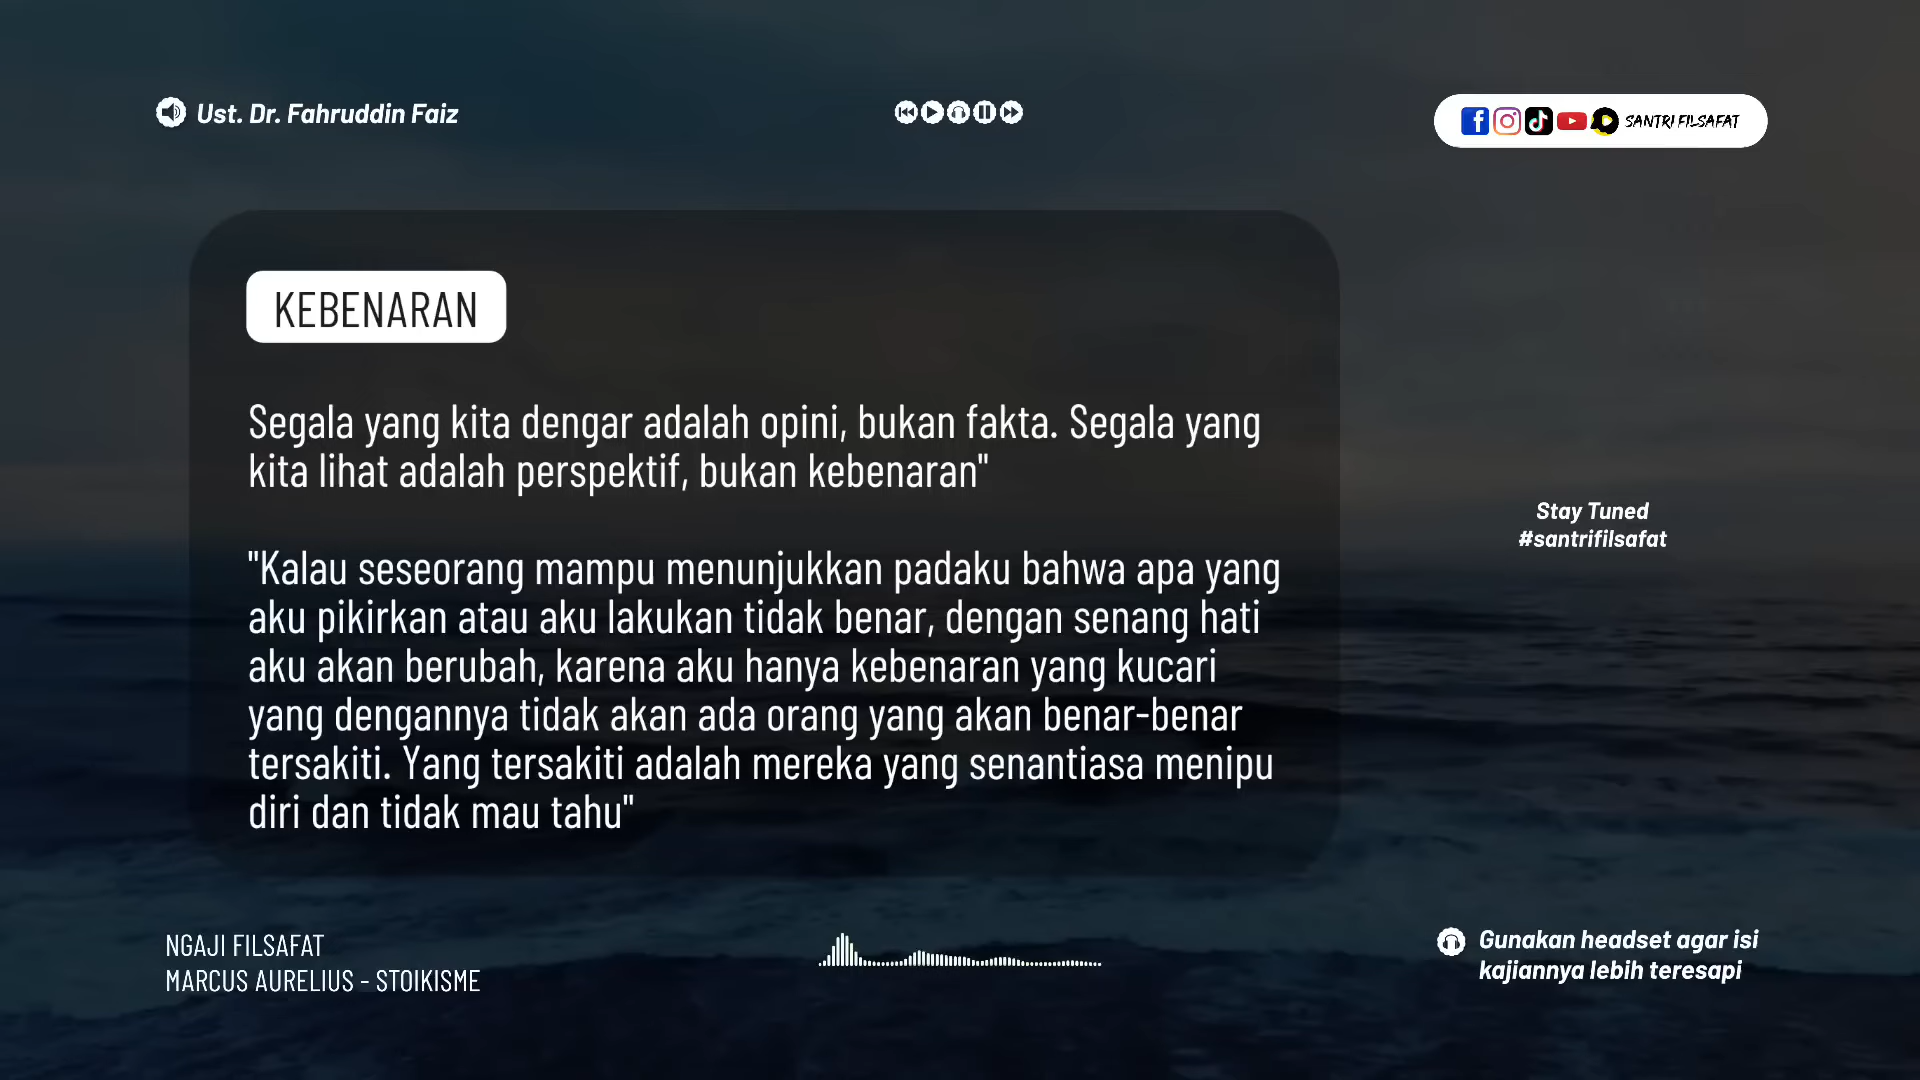 Ust. Dr. Fahruddin Faiz
SANTRI FILSAFAT
KEBENARAN
Segala yang kita dengar adalah opini, bukan fakta. Segala yang
kita lihat adalah perspektif, bukan kebenaran"
"Kalau seseorang mampu menunjukkan padaku bahwa apa yang
aku pikirkan atau aku lakukan tidak benar, dengan senang hati
aku akan berubah, karena aku hanya kebenaran yang kucari
yang dengannya tidak akan ada orang yang akan benar-benar
tersakiti. Yang tersakiti adalah mereka yang senantiasa menipu
diri dan tidak mau tahu"
Stay Tuned
#santrifilsafat
NGAJI FILSAFAT
MARCUS AURELIUS - STOIKISME
Gunakan headset agar isi
kajiannya lebih teresapi